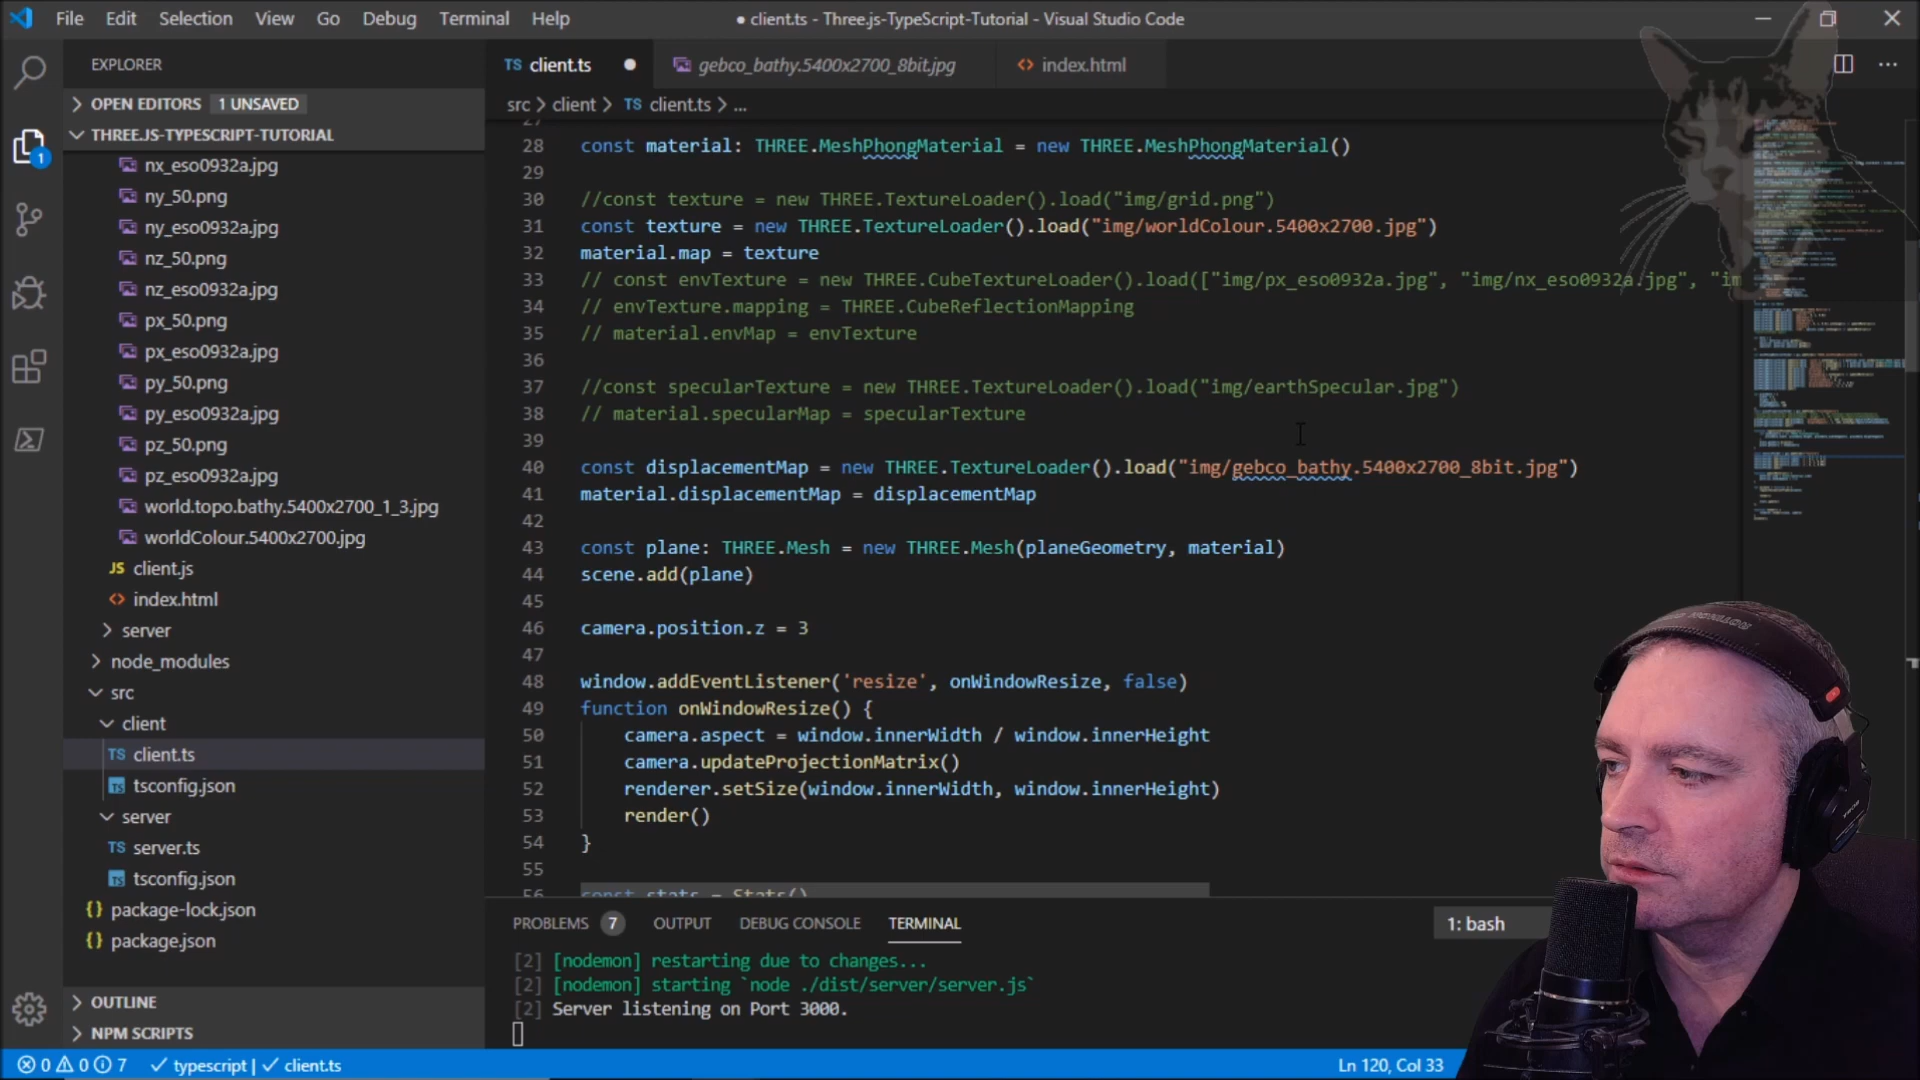 File Edit Selection View Go Debug Terminal Help
● client.ts - Three.js-TypeScript-Tutorial - Visual Studio Code
EXPLORER
OPEN EDITORS 1 UNSAVED
THREE.JS-TYPESCRIPT-TUTORIAL
nx_eso0932a.jpg
ny_50.png
ny_eso0932a.jpg
nz_50.png
nz_eso0932a.jpg
px_50.png
px_eso0932a.jpg
py_50.png
py_eso0932a.jpg
pz_50.png
pz_eso0932a.jpg
world.topo.bathy.5400x2700_1_3.jpg
worldColour.5400x2700.jpg
JS client.js
index.html
server
node_modules
src
client
TS client.ts
tsconfig.json
server
TS server.ts
tsconfig.json
package-lock.json
package.json
OUTLINE
NPM SCRIPTS
1
TS client.ts gebco_bathy.5400x2700_8bit.jpg index.html
src > client > TS client.ts > ...
27
28 const material: THREE.MeshPhongMaterial = new THREE.MeshPhongMaterial()
29
30 //const texture = new THREE.TextureLoader().load("img/grid.png")
31 const texture = new THREE.TextureLoader().load("img/worldColour.5400x2700.jpg")
32 material.map = texture
33 // const envTexture = new THREE.CubeTextureLoader().load(["img/px_eso0932a.jpg", "img/nx_eso0932a.jpg", "im
34 // envTexture.mapping = THREE.CubeReflectionMapping
35 // material.envMap = envTexture
36
37 //const specularTexture = new THREE.TextureLoader().load("img/earthSpecular.jpg")
38 // material.specularMap = specularTexture
39
40 const displacementMap = new THREE.TextureLoader().load("img/gebco_bathy.5400x2700_8bit.jpg")
41 material.displacementMap = displacementMap
42
43 const plane: THREE.Mesh = new THREE.Mesh(planeGeometry, material)
44 scene.add(plane)
45
46 camera.position.z = 3
47
48 window.addEventListener('resize', onWindowResize, false)
49 function onWindowResize() {
50 camera.aspect = window.innerWidth / window.innerHeight
51 camera.updateProjectionMatrix()
52 renderer.setSize(window.innerWidth, window.innerHeight)
53 render()
54 }
55
56 const stats = Stats()
PROBLEMS 7 OUTPUT DEBUG CONSOLE TERMINAL 1: bash
[2] [nodemon] restarting due to changes...
[2] [nodemon] starting `node ./dist/server/server.js`
[2] Server listening on Port 3000.
0 0 7 typescript | client.ts Ln 120, Col 33